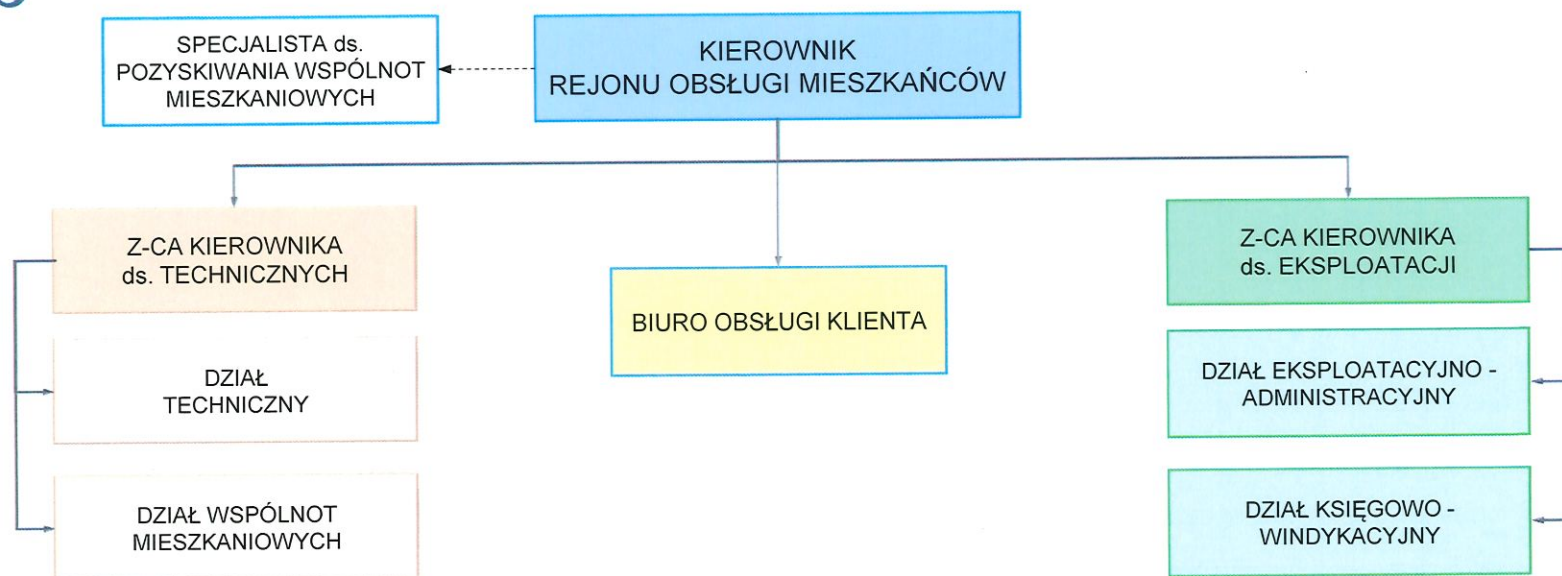 SPECJALISTA ds.
POZYSKIWANIA WSPÓLNOT
MIESZKANIOWYCH
KIEROWNIK
REJONU OBSŁUGI MIESZKAŃCÓW
Z-CA KIEROWNIKA
ds. TECHNICZNYCH
Z-CA KIEROWNIKA
ds. EKSPLOATACJI
BIURO OBSŁUGI KLIENTA
DZIAŁ
TECHNICZNY
DZIAŁ EKSPLOATACYJNO -
ADMINISTRACYJNY
DZIAŁ WSPÓLNOT
MIESZKANIOWYCH
DZIAŁ KSIĘGOWO -
WINDYKACYJNY